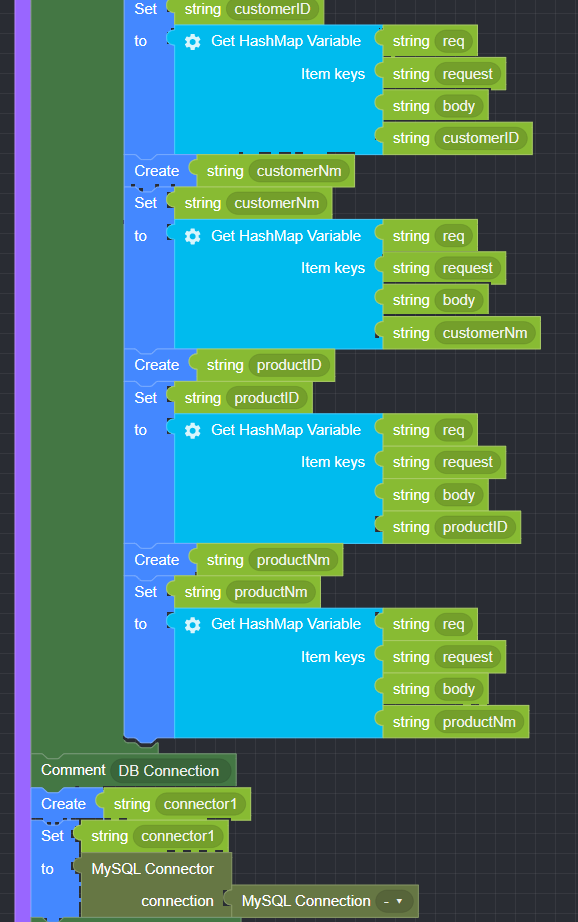 Set string customerID
to Get HashMap Variable string req
Item keys string request
string body
string customerID
Create string customerNm
Set string customerNm
to Get HashMap Variable string req
Item keys string request
string body
string customerNm
Create string productID
Set string productID
to Get HashMap Variable string req
Item keys string request
string body
string productID
Create string productNm
Set string productNm
to Get HashMap Variable string req
Item keys string request
string body
string productNm
Comment DB Connection
Create string connector1
Set string connector1
to MySQL Connector
connection MySQL Connection -